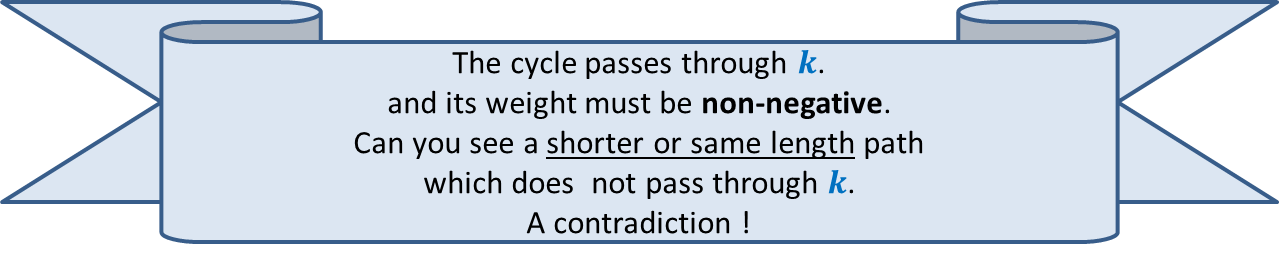 The cycle passes through k.
and its weight must be non-negative.
Can you see a shorter or same length path
which does  not pass through k.
A contradiction !